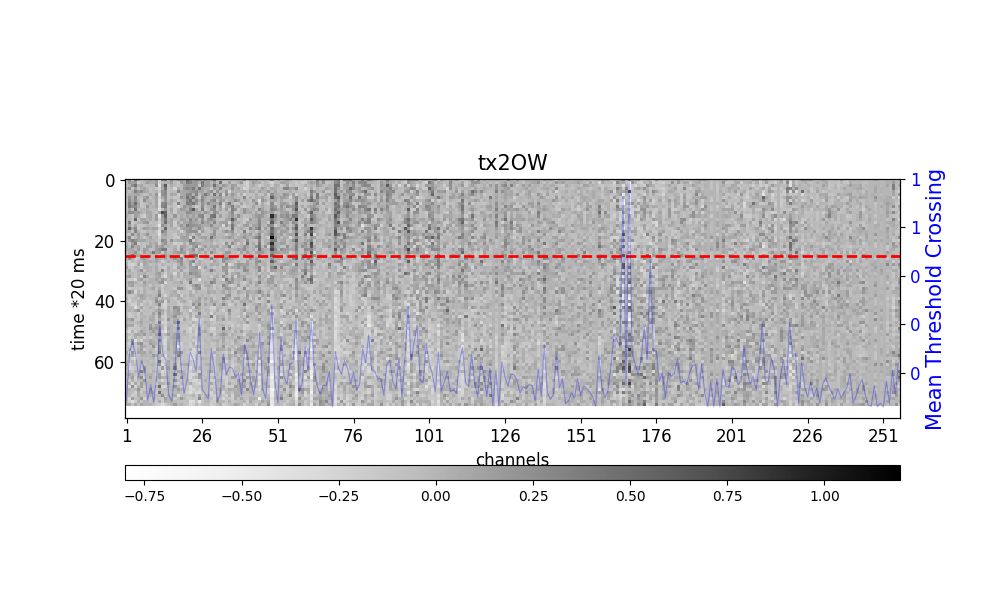 tx2OW
0
20
40
60
time *20 ms
1
1
0
0
0
Mean Threshold Crossing
1 26 51 76 101 126 151 176 201 226 251
channels
−0.75 −0.50 −0.25 0.00 0.25 0.50 0.75 1.00